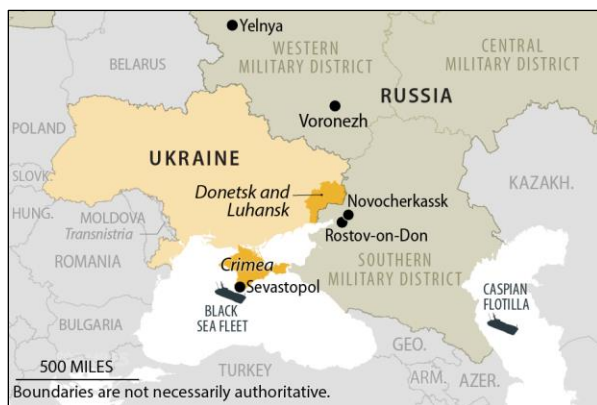 Yelnya
WESTERN
MILITARY DISTRICT
CENTRAL
MILITARY DISTRICT
BELARUS
RUSSIA
POLAND
Voronezh
UKRAINE
SLOVK.
Donetsk and
Luhansk
Novocherkassk
KAZAKH.
HUNG.
MOLDOVA
Transnistria
Rostov-on-Don
ROMANIA
Crimea
SOUTHERN
MILITARY DISTRICT
Sevastopol
CASPIAN
FLOTILLA
BLACK
SEA FLEET
BULGARIA
GEO.
500 MILES
TURKEY
ARM.
AZER.
Boundaries are not necessarily authoritative.